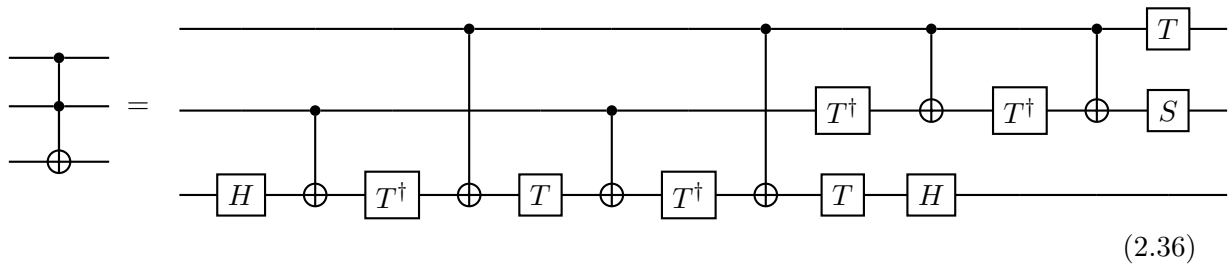 T
= T† T† S
H T† T T† T H
(2.36)